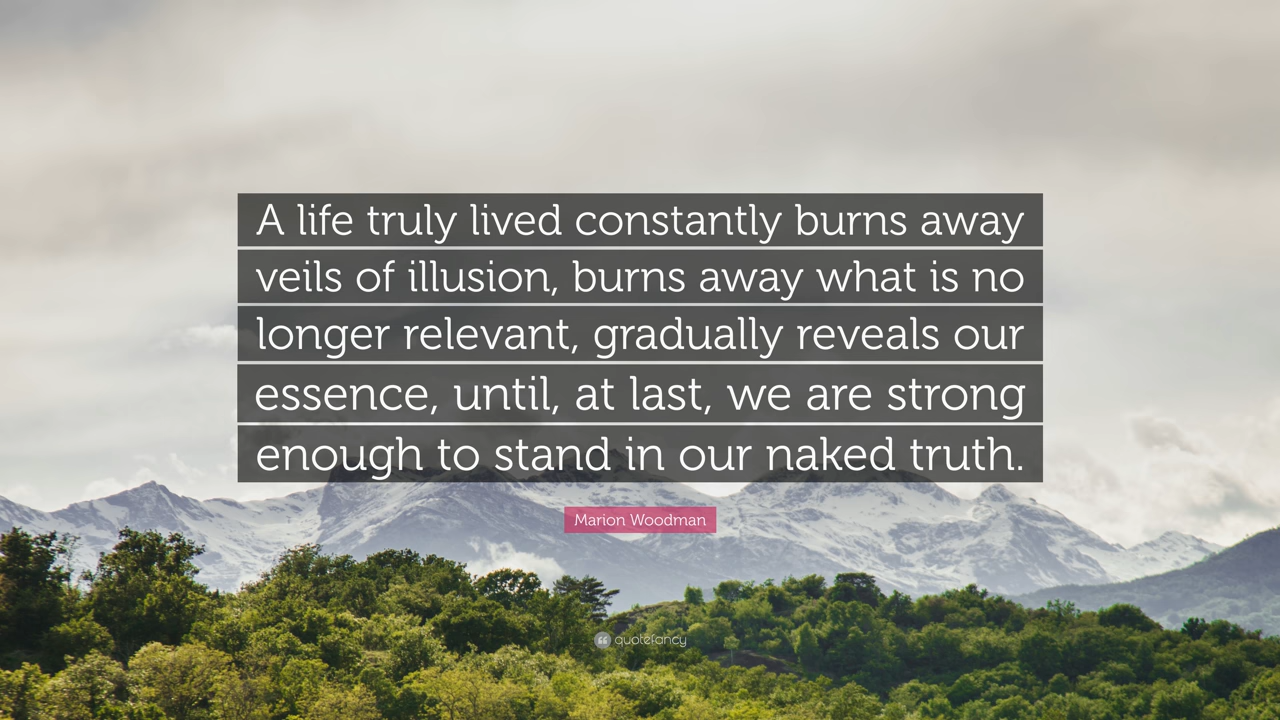 A life truly lived constantly burns away
veils of illusion, burns away what is no
longer relevant, gradually reveals our
essence, until, at last, we are strong
enough to stand in our naked truth.
Marion Woodman
quotefancy